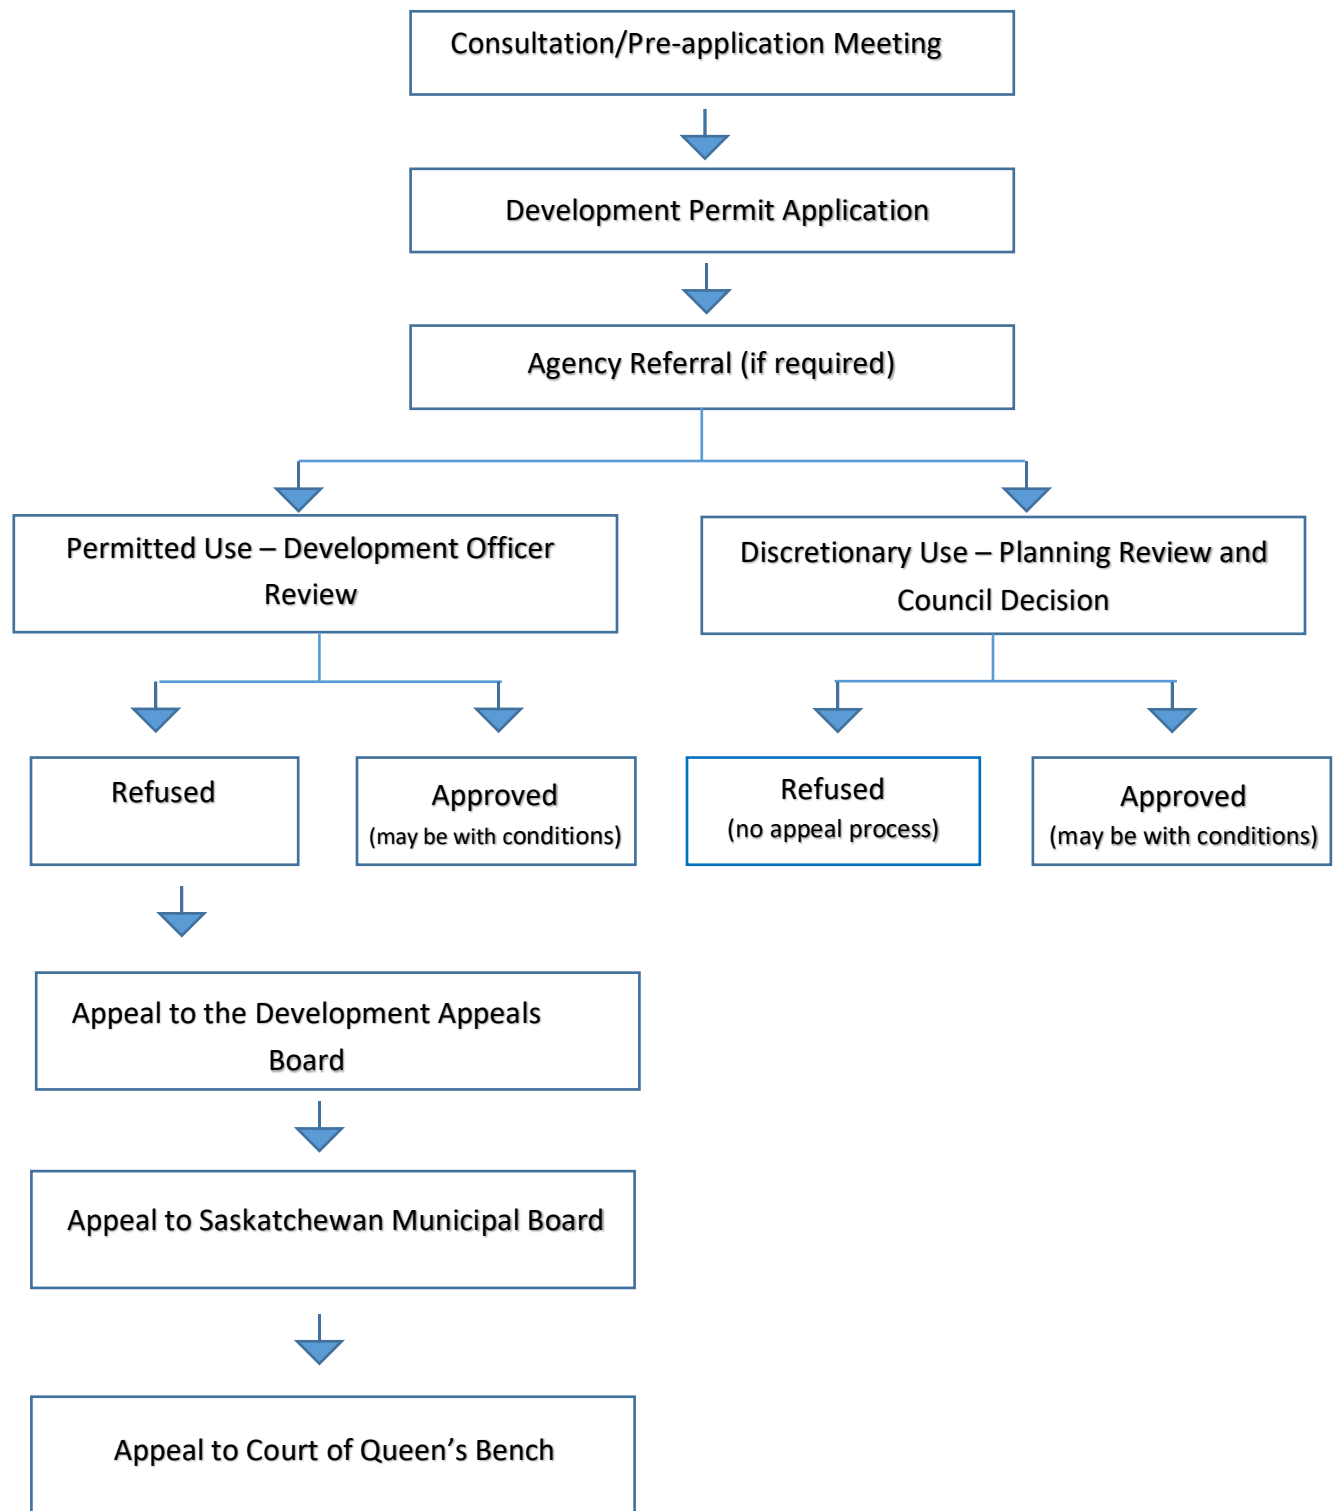 Consultation/Pre-application Meeting
Development Permit Application
Agency Referral (if required)
Permitted Use – Development Officer
Review
Discretionary Use – Planning Review and
Council Decision
Refused
Approved
(may be with conditions)
Refused
(no appeal process)
Approved
(may be with conditions)
Appeal to the Development Appeals
Board
Appeal to Saskatchewan Municipal Board
Appeal to Court of Queen’s Bench